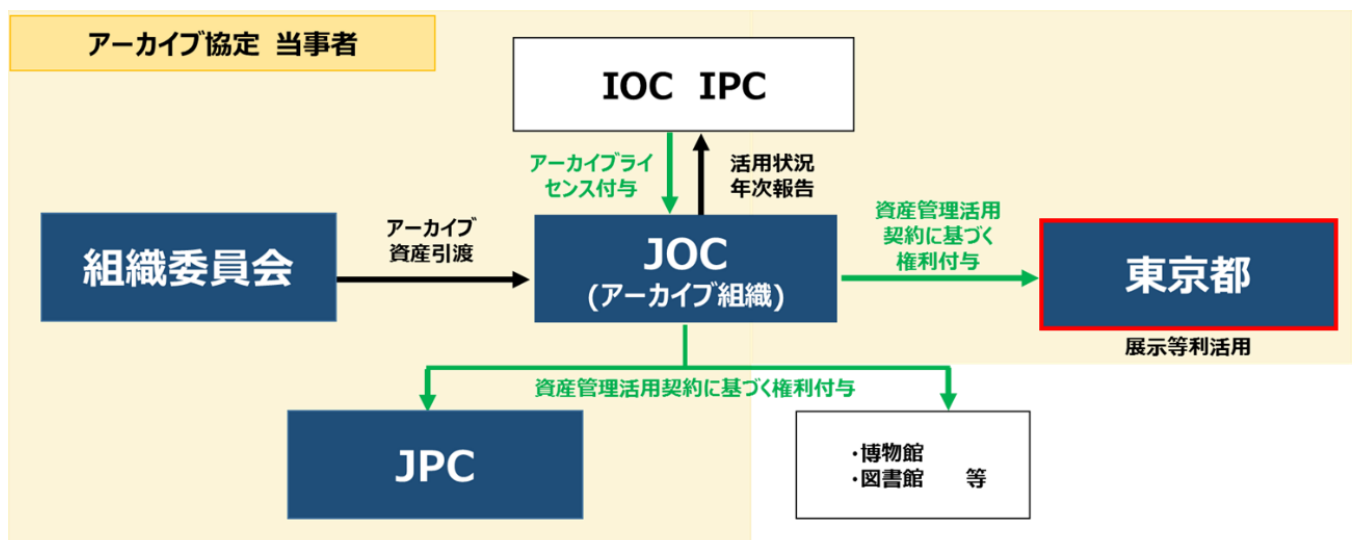 アーカイブ協定 当事者
IOC IPC
アーカイブライ
センス付与
活用状況
年次報告
組織委員会
アーカイブ
資産引渡
JOC
(アーカイブ組織)
資産管理活用
契約に基づく
権利付与
東京都
展示等利活用
資産管理活用契約に基づく権利付与
JPC
・博物館
・図書館 等